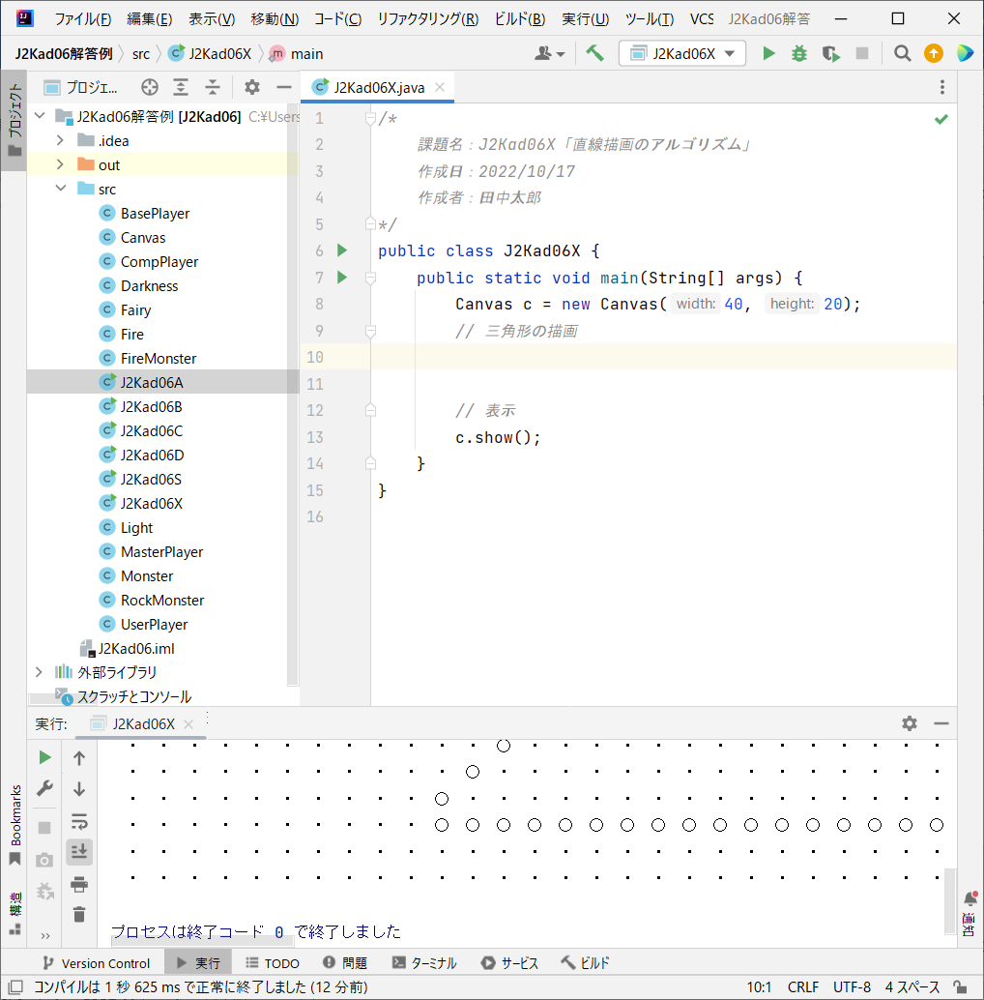 ファイル(F) 編集(E) 表示(V) 移動(N) コード(C) リファクタリング(R) ビルド(B) 実行(U) ツール(T) VCS J2Kad06解答
J2Kad06解答例 src J2Kad06X main J2Kad06X
プロジェクト
プロジェ...
J2Kad06X.java
J2Kad06解答例 [J2Kad06] C:¥Users
.idea
out
src
BasePlayer
Canvas
CompPlayer
Darkness
Fairy
Fire
FireMonster
J2Kad06A
J2Kad06B
J2Kad06C
J2Kad06D
J2Kad06S
J2Kad06X
Light
MasterPlayer
Monster
RockMonster
UserPlayer
J2Kad06.iml
外部ライブラリ
スクラッチとコンソール
1 /*
2 課題名:J2Kad06X「直線描画のアルゴリズム」
3 作成日:2022/10/17
4 作成者:田中太郎
5 */
6 public class J2Kad06X {
7 public static void main(String[] args) {
8 Canvas c = new Canvas( width: 40, height: 20);
9 // 三角形の描画
10
11
12 // 表示
13 c.show();
14 }
15 }
16
実行: J2Kad06X
プロセスは終了コード 0 で終了しました
Bookmarks
構造
通知
Version Control 実行 TODO 問題 ターミナル サービス ビルド
コンパイルは 1 秒 625 ms で正常に終了しました (12 分前) 10:1 CRLF UTF-8 4 スペース